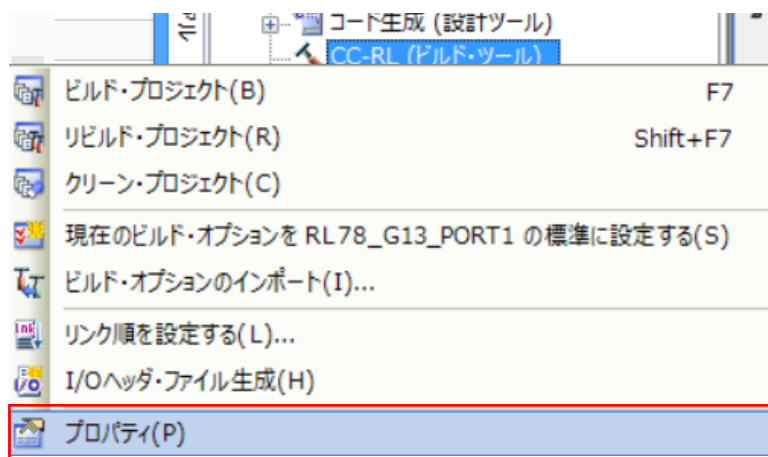 コード生成 (設計ツール)
CC-RL (ビルド・ツール)
ビルド・プロジェクト(B) F7
リビルド・プロジェクト(R) Shift+F7
クリーン・プロジェクト(C)
現在のビルド・オプションを RL78_G13_PORT1 の標準に設定する(S)
ビルド・オプションのインポート(I)...
リンク順を設定する(L)...
I/Oヘッダ・ファイル生成(H)
プロパティ(P)